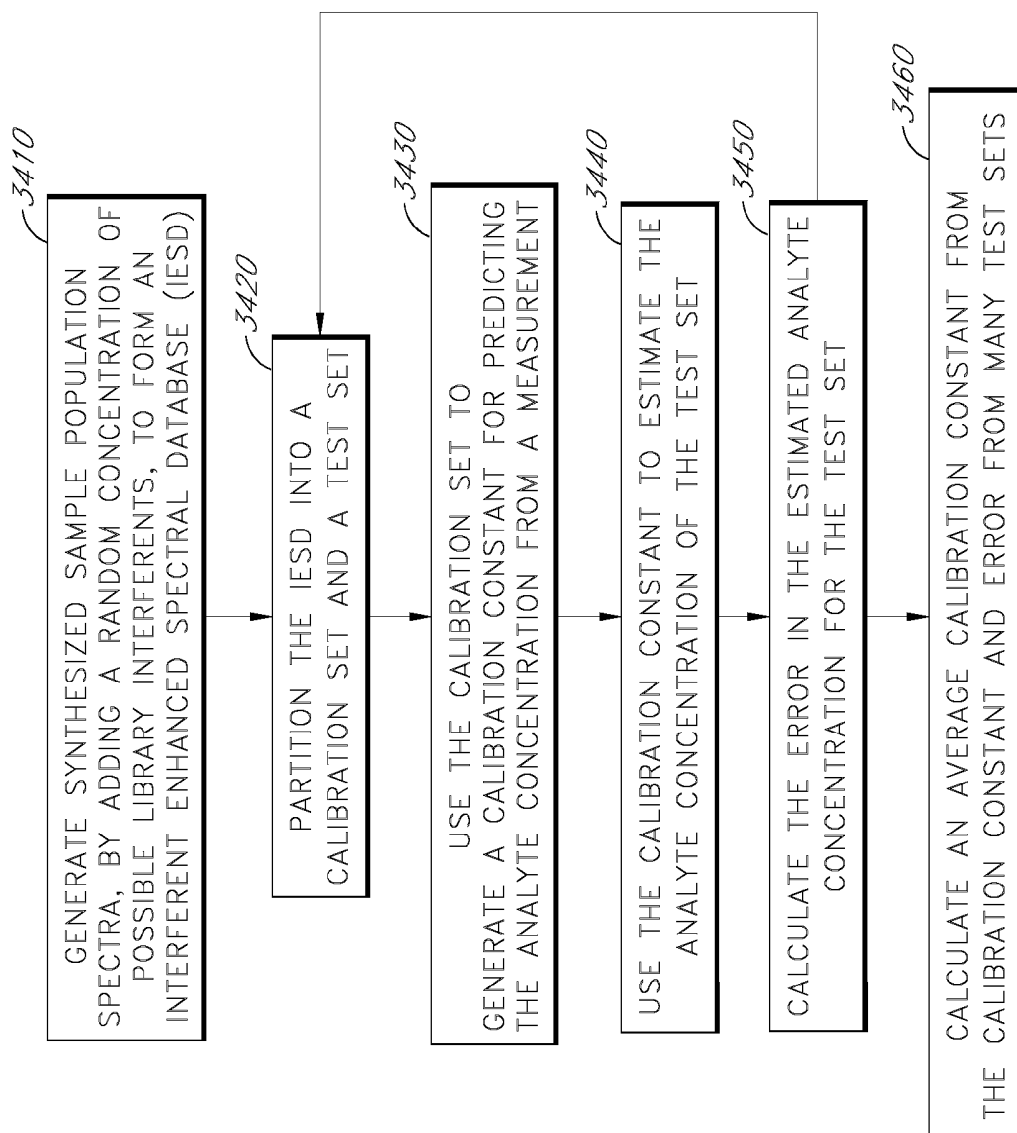 3410
GENERATE SYNTHESIZED SAMPLE POPULATION
SPECTRA, BY ADDING A RANDOM CONCENTRATION OF
POSSIBLE LIBRARY INTERFERENTS, TO FORM AN
INTERFERENT ENHANCED SPECTRAL DATABASE (IESD)
3420
PARTITION THE IESD INTO A
CALIBRATION SET AND A TEST SET
3430
USE THE CALIBRATION SET TO
GENERATE A CALIBRATION CONSTANT FOR PREDICTING
THE ANALYTE CONCENTRATION FROM A MEASUREMENT
3440
USE THE CALIBRATION CONSTANT TO ESTIMATE THE
ANALYTE CONCENTRATION OF THE TEST SET
3450
CALCULATE THE ERROR IN THE ESTIMATED ANALYTE
CONCENTRATION FOR THE TEST SET
3460
CALCULATE AN AVERAGE CALIBRATION CONSTANT FROM
THE CALIBRATION CONSTANT AND ERROR FROM MANY TEST SETS